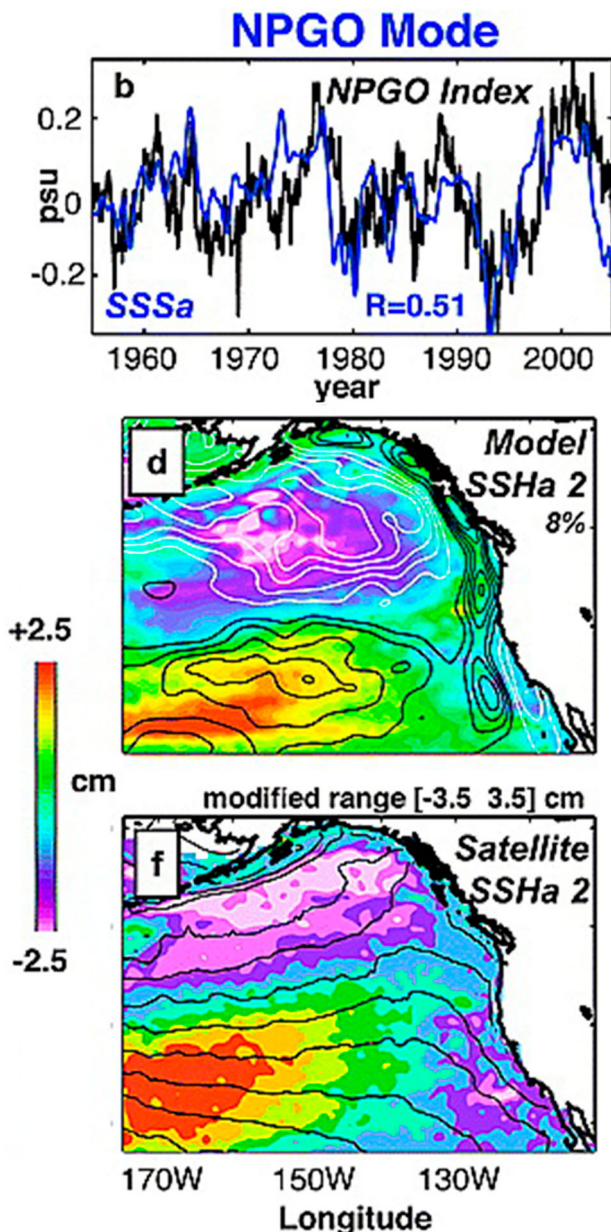 NPGO Mode
b
NPGO Index
0.2
0
-0.2
psu
SSSa
R=0.51
1960 1970 1980 1990 2000
year
d
Model
SSHa 2
8%
+2.5
cm
-2.5
modified range [-3.5 3.5] cm
f
Satellite
SSHa 2
170W 150W 130W
Longitude